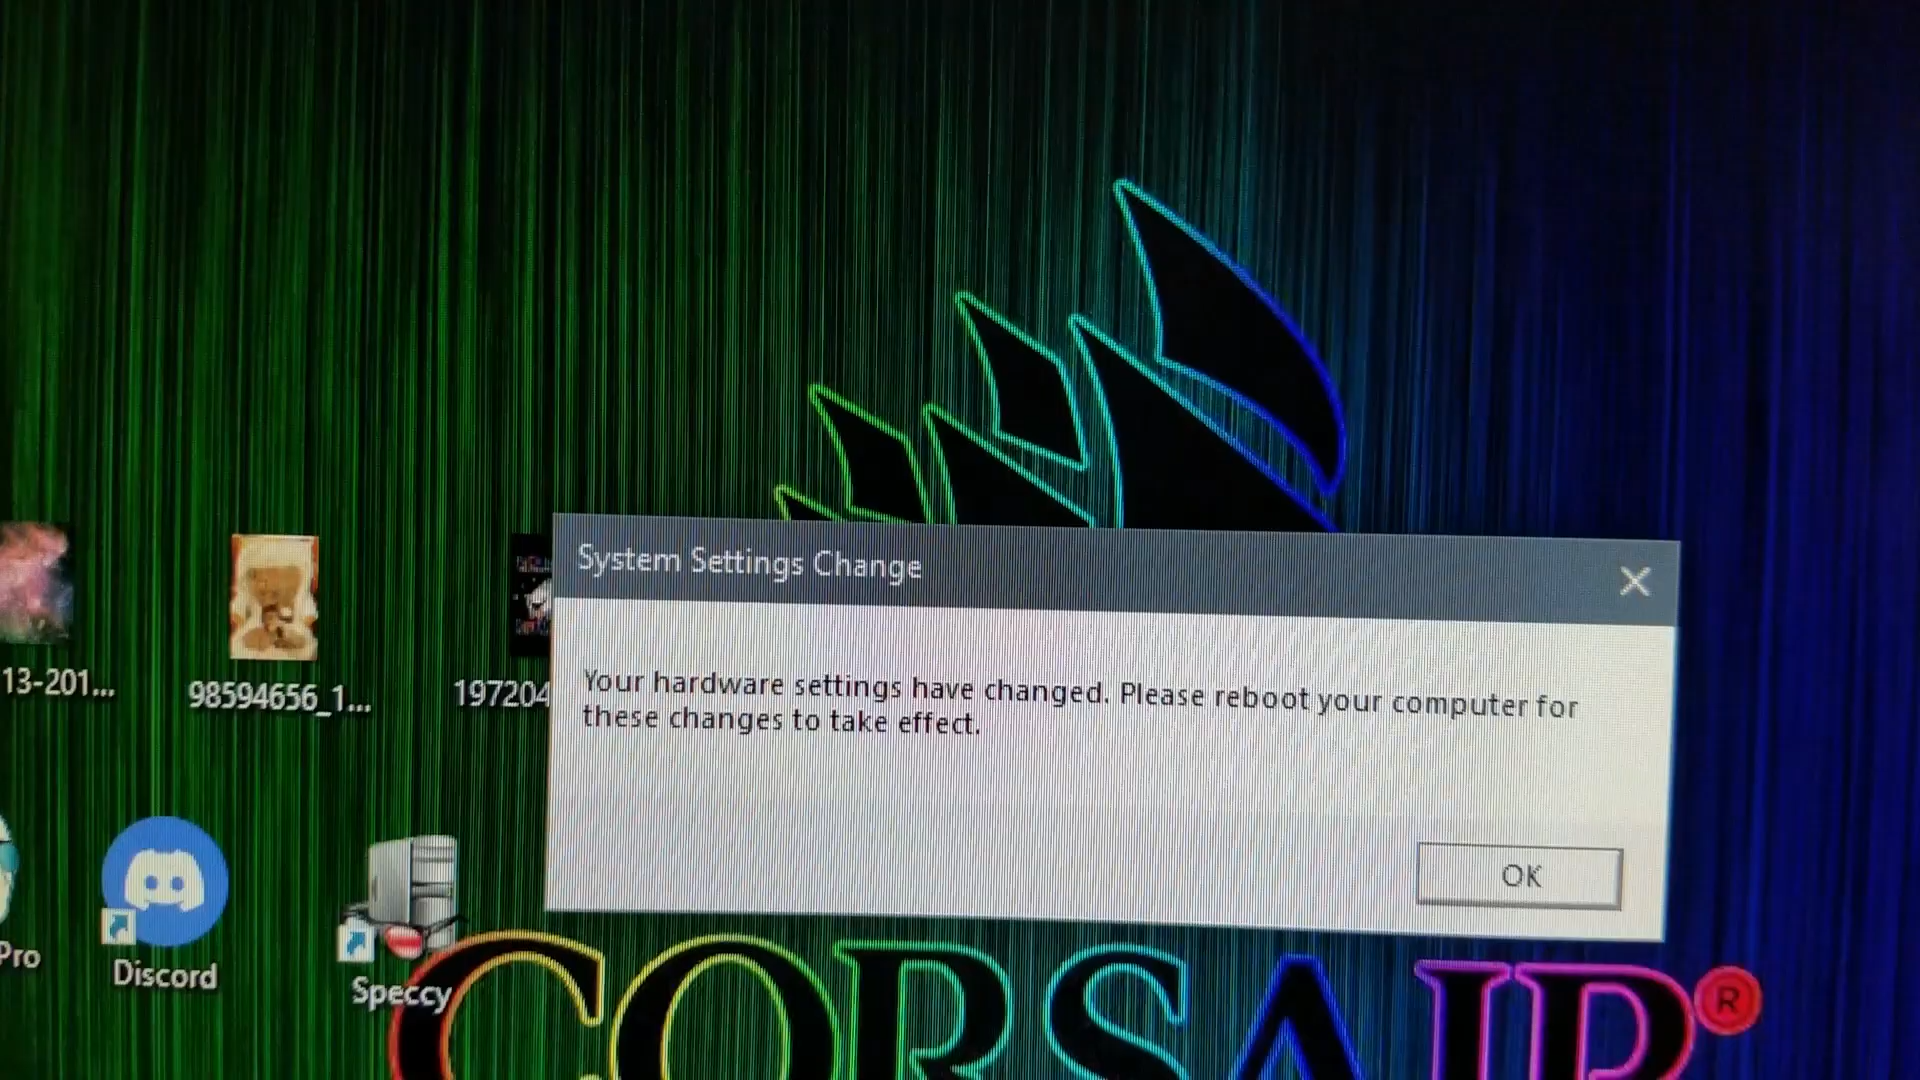 System Settings Change
Your hardware settings have changed. Please reboot your computer for
these changes to take effect.
OK
13-201...
98594656_1...
197204
Pro
Discord
Speccy
CORSAIR®